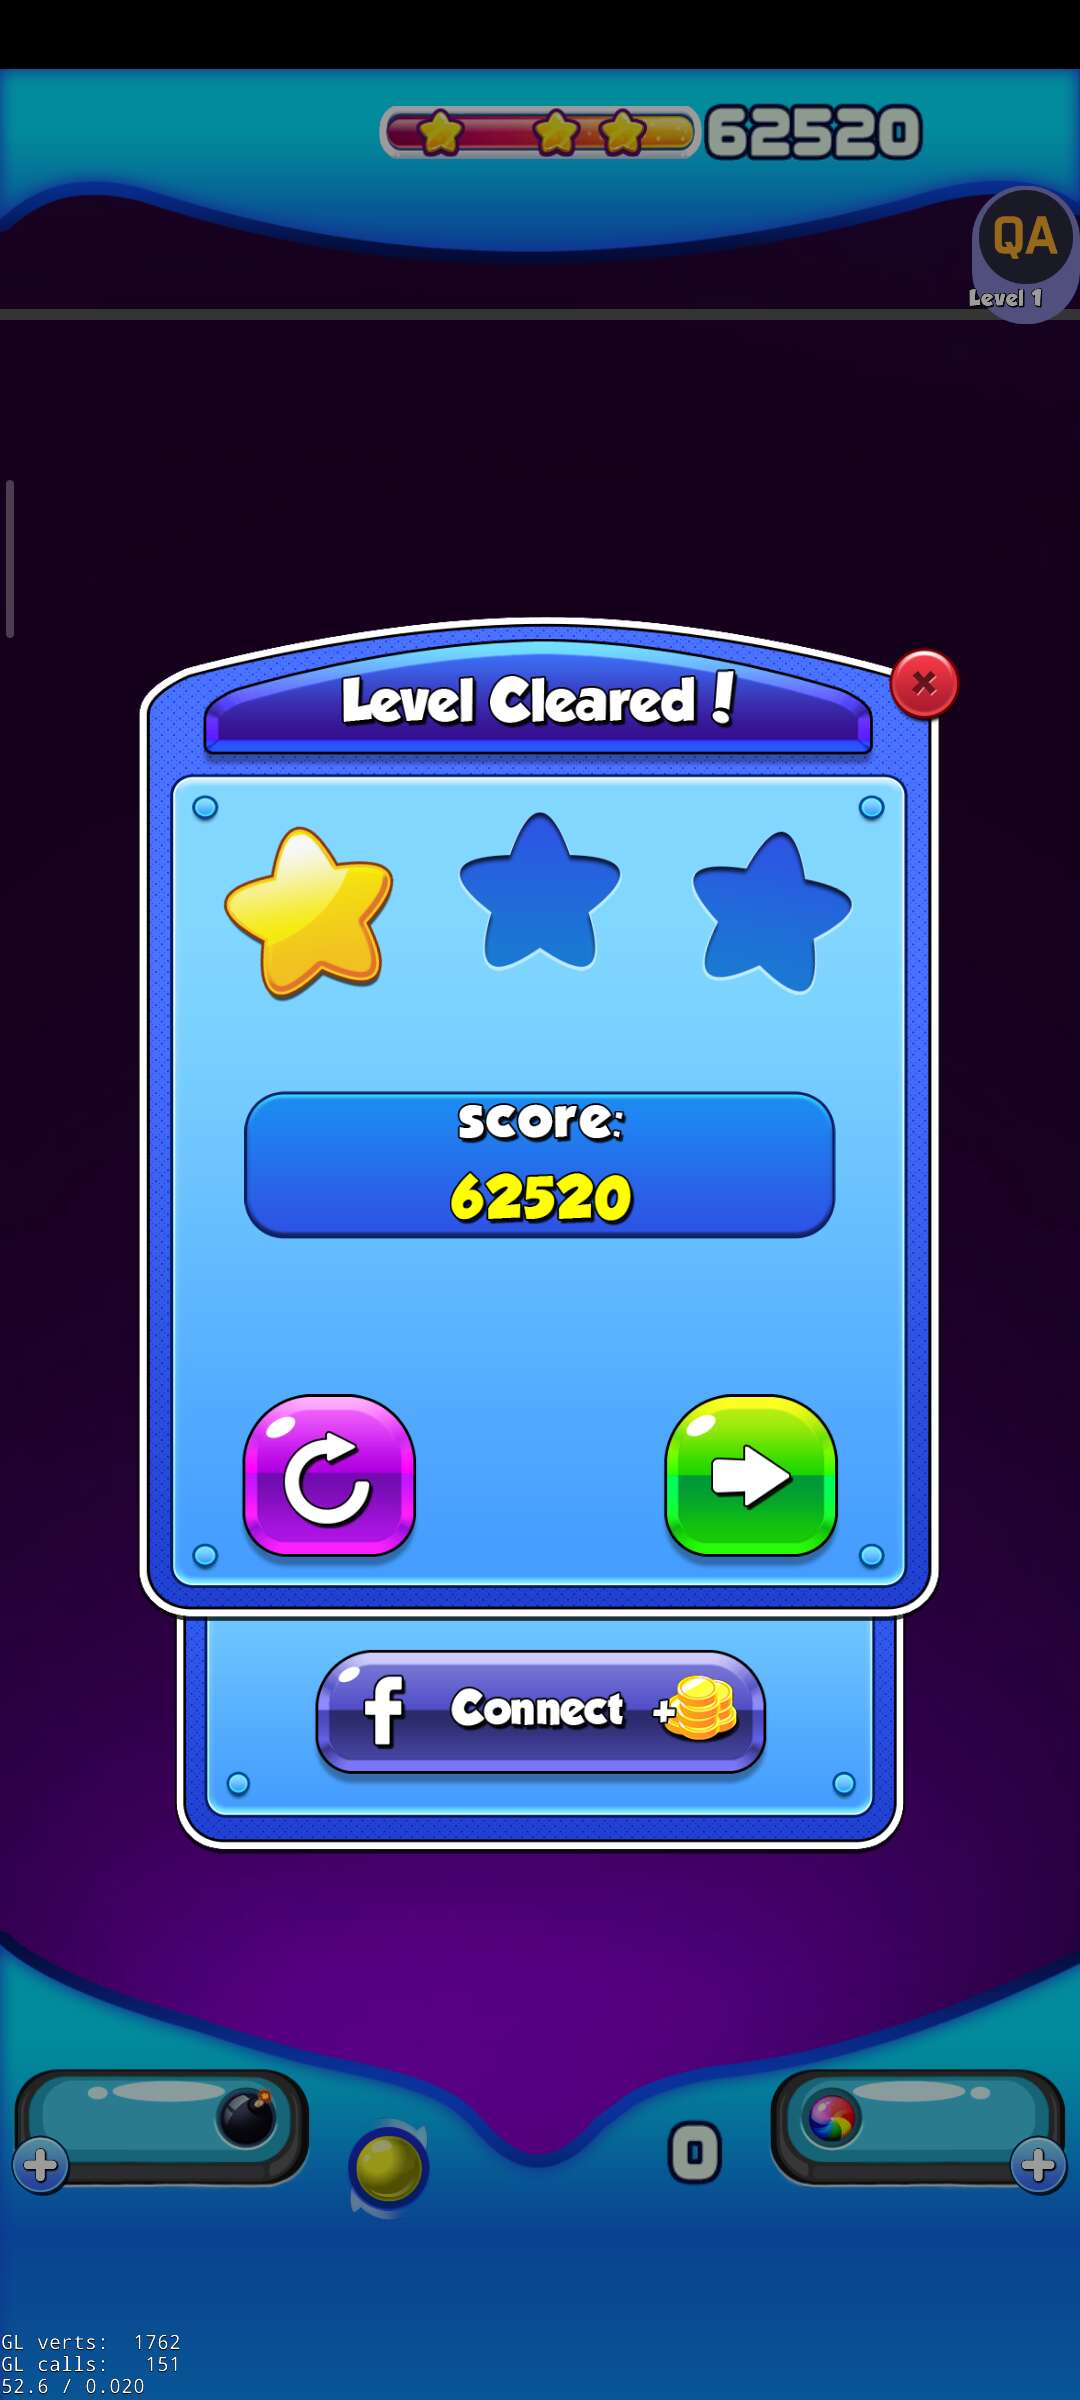 62520
QA
Level 1
Level Cleared !
score:
62520
f Connect +
0
GL verts: 1762
GL calls: 151
52.6 / 0.020